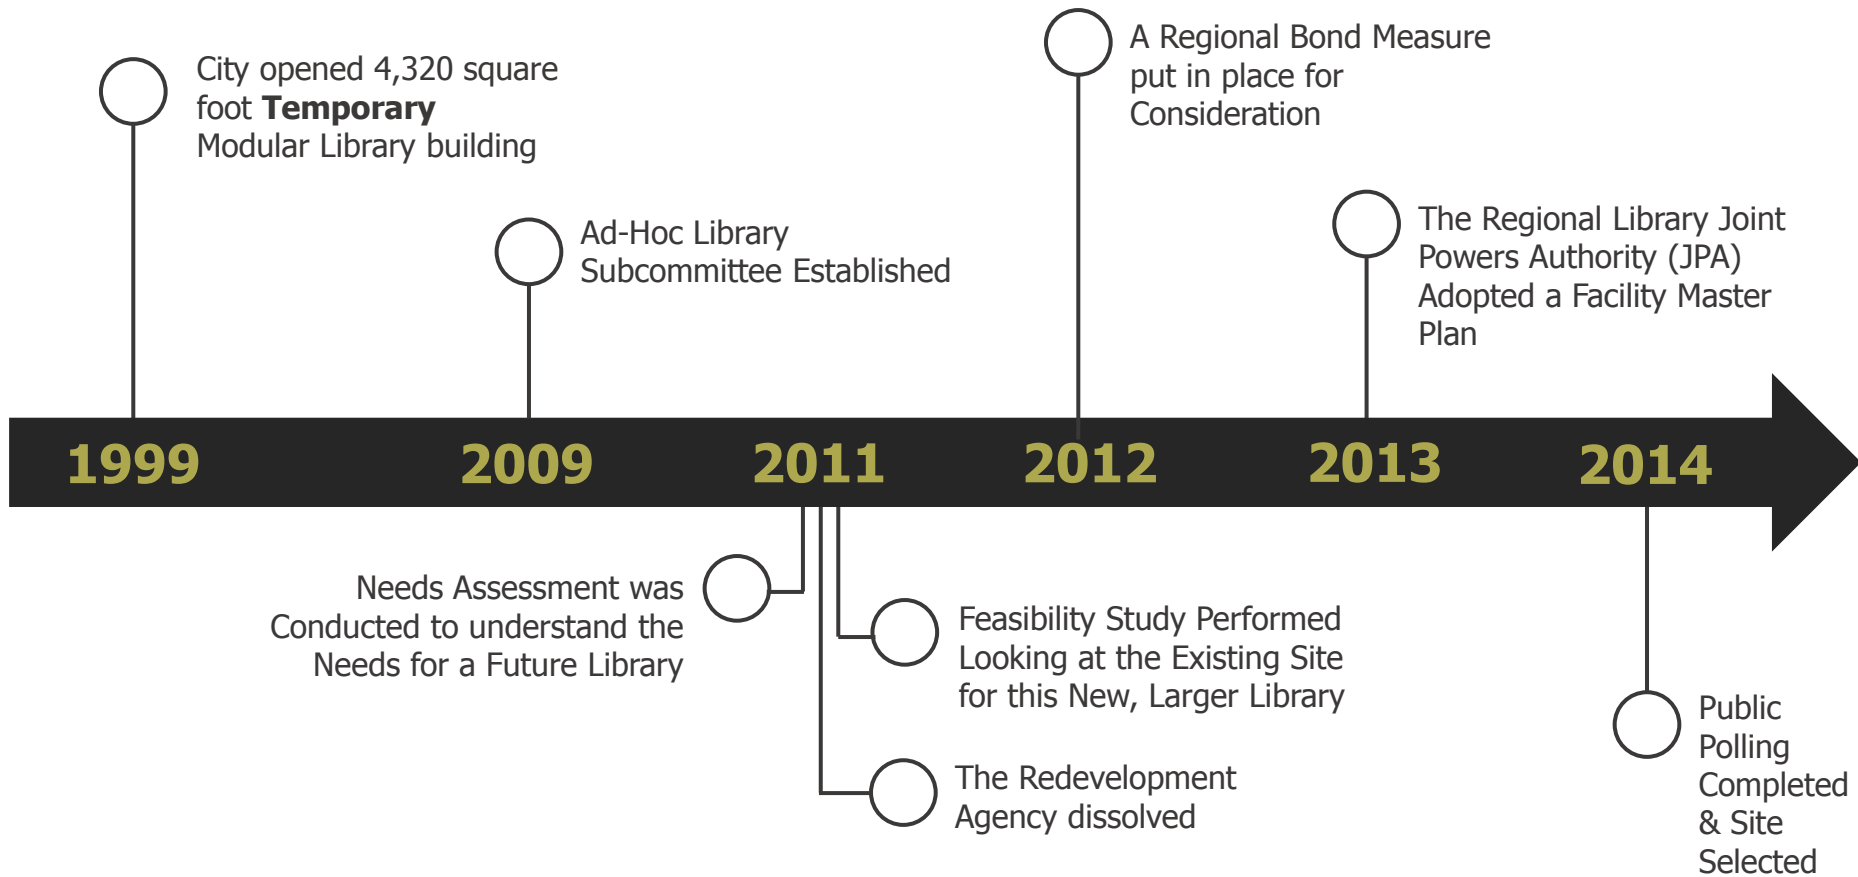 City opened 4,320 square
foot Temporary
Modular Library building
Ad-Hoc Library
Subcommittee Established
A Regional Bond Measure
put in place for
Consideration
The Regional Library Joint
Powers Authority (JPA)
Adopted a Facility Master
Plan
1999
2009
2011
2012
2013
2014
Needs Assessment was
Conducted to understand the
Needs for a Future Library
Feasibility Study Performed
Looking at the Existing Site
for this New, Larger Library
The Redevelopment
Agency dissolved
Public
Polling
Completed
& Site
Selected